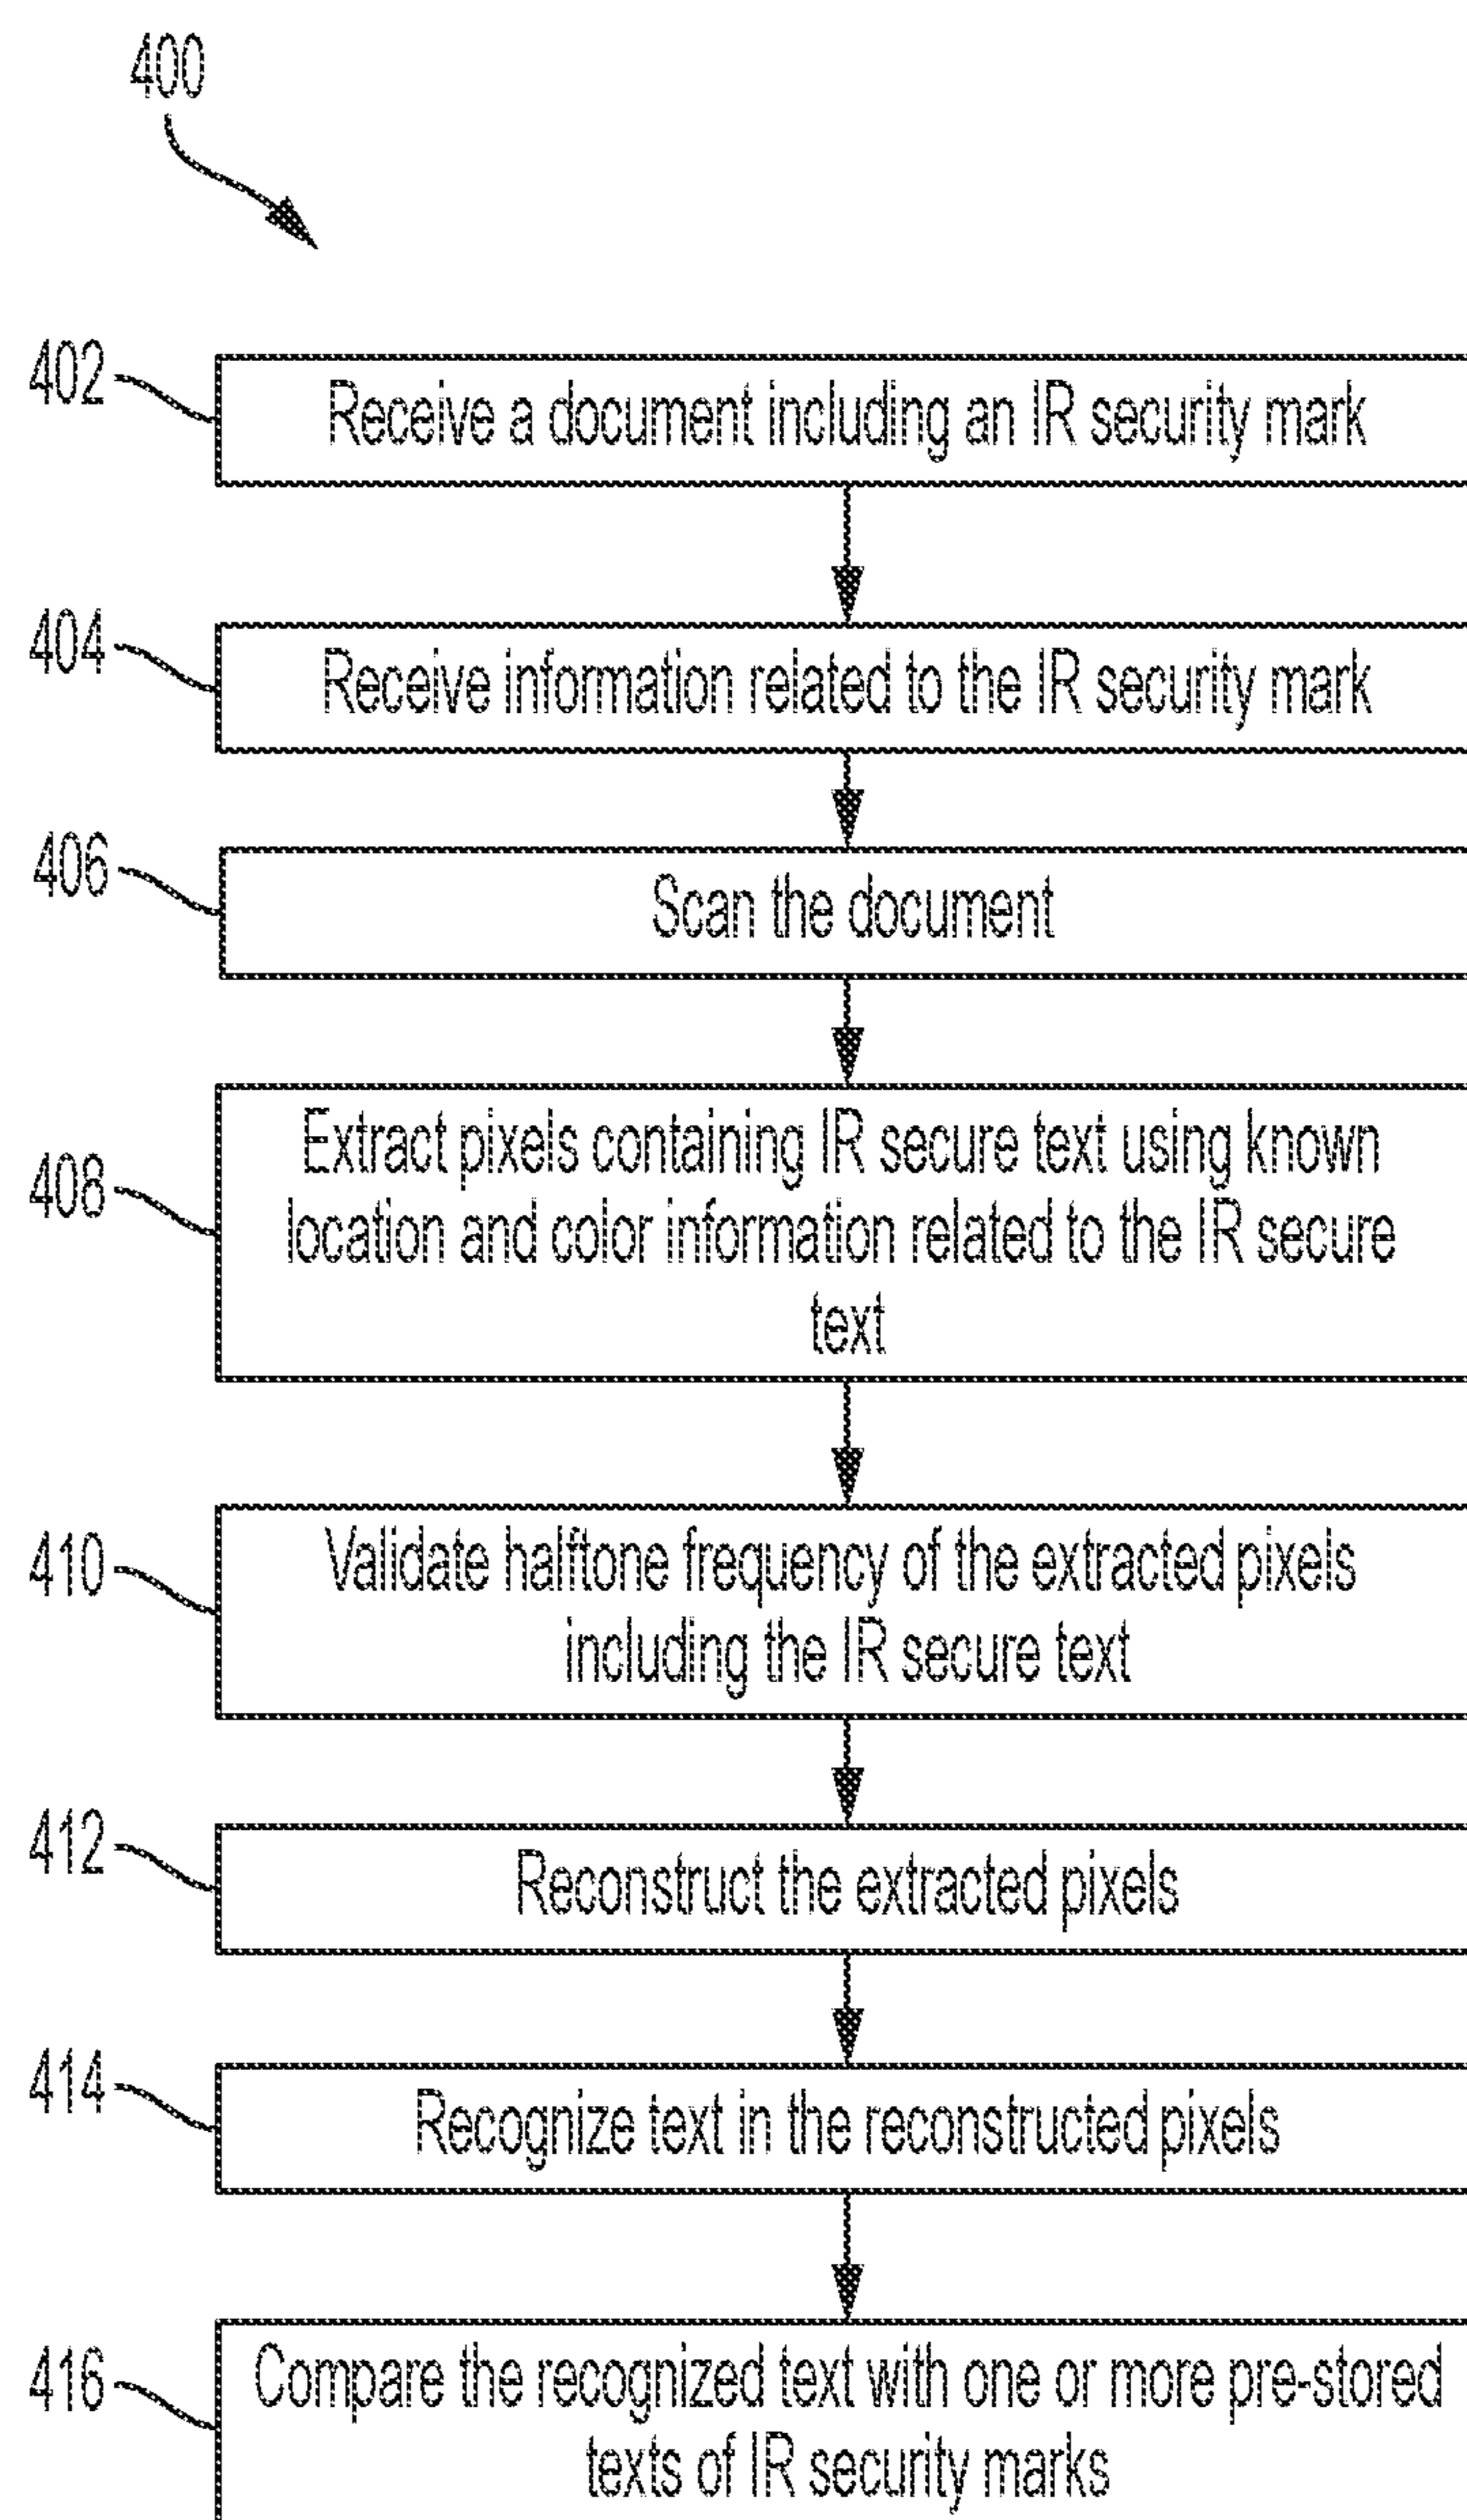 400
402
Receive a document including an IR security mark
404
Receive information related to the IR security mark
406
Scan the document
408
Extract pixels containing IR secure text using known
location and color information related to the IR secure
text
410
Validate halftone frequency of the extracted pixels
including the IR secure text
412
Reconstruct the extracted pixels
414
Recognize text in the reconstructed pixels
416
Compare the recognized text with one or more pre-stored
texts of IR security marks